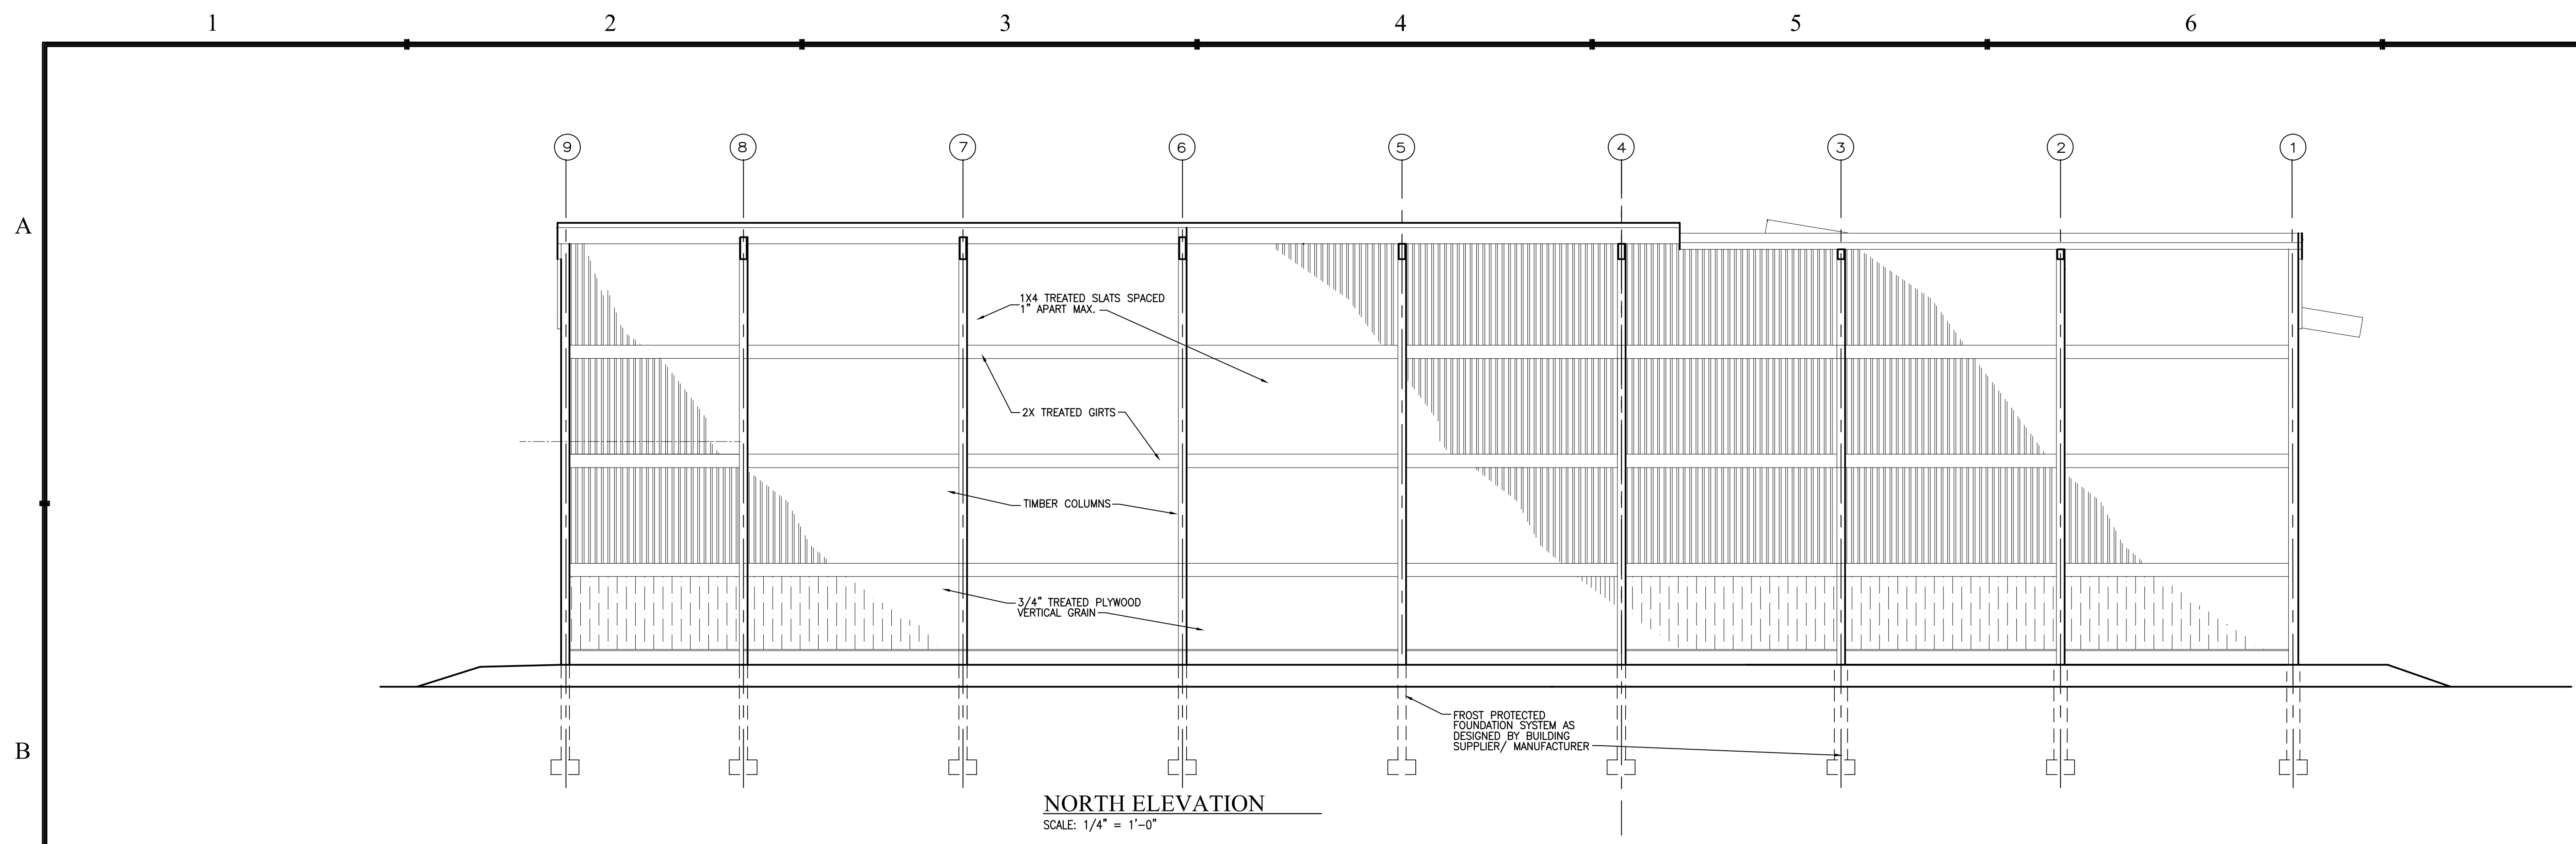 1 2 3 4 5 6
A
9 8 7 6 5 4 3 2 1
1X4 TREATED SLATS SPACED
1" APART MAX.
2X TREATED GIRTS
TIMBER COLUMNS
3/4" TREATED PLYWOOD
VERTICAL GRAIN
FROST PROTECTED
FOUNDATION SYSTEM AS
DESIGNED BY BUILDING
SUPPLIER/ MANUFACTURER
B
NORTH ELEVATION
SCALE: 1/4" = 1'-0"